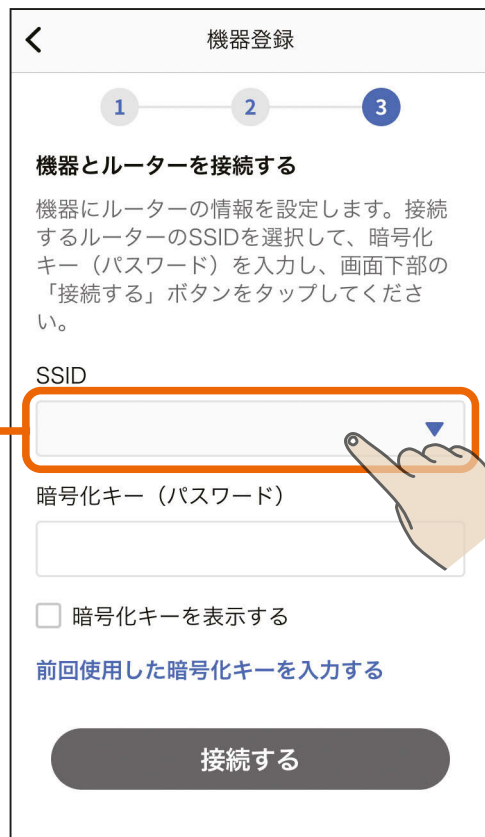 機器登録
1 2 3
機器とルーターを接続する
機器にルーターの情報を設定します。接続
するルーターのSSIDを選択して、暗号化
キー（パスワード）を入力し、画面下部の
「接続する」ボタンをタップしてくださ
い。
SSID
暗号化キー（パスワード）
暗号化キーを表示する
前回使用した暗号化キーを入力する
接続する